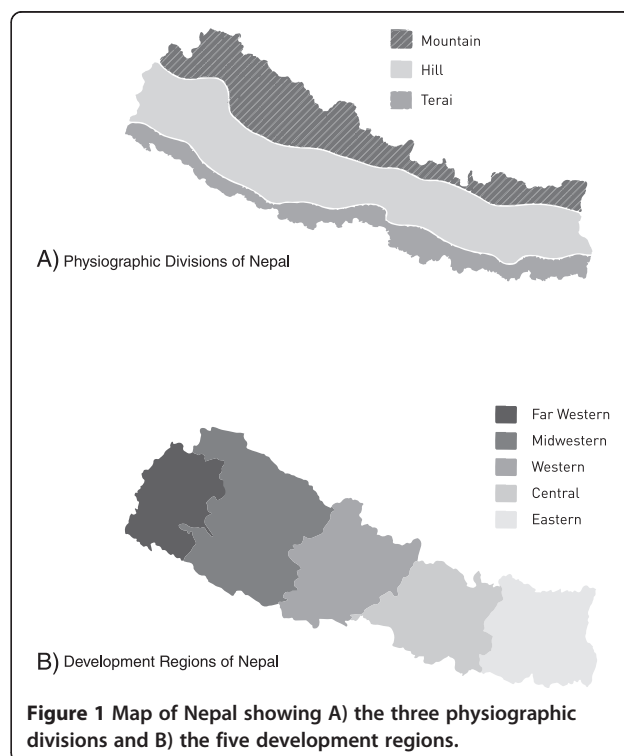 Mountain
Hill
Terai
A) Physiographic Divisions of Nepal
Far Western
Midwestern
Western
Central
Eastern
B) Development Regions of Nepal
Figure 1 Map of Nepal showing A) the three physiographic
divisions and B) the five development regions.